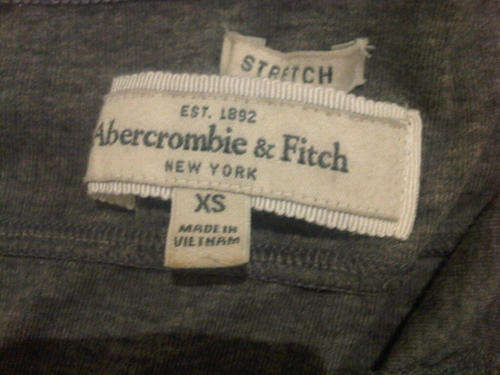 STRETCH
EST. 1892
Abercrombie & Fitch
NEW YORK
XS
MADE IN
VIETNAM